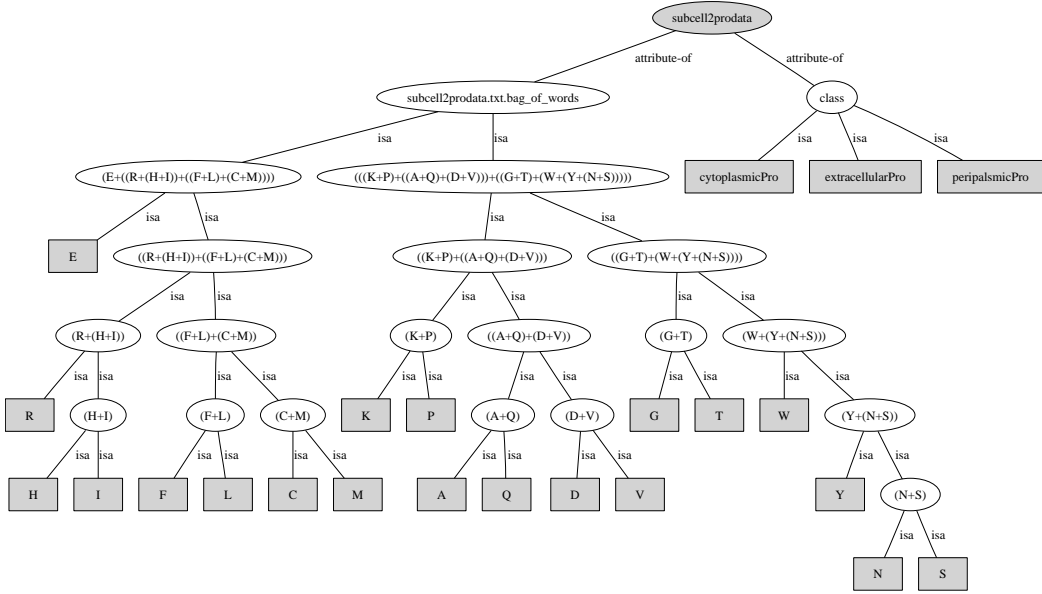 subcell2prodata
attribute-of attribute-of
subcell2prodata.txt.bag_of_words class
isa isa isa isa isa
(E+((R+(H+I))+((F+L)+(C+M)))) (((K+P)+((A+Q)+(D+V)))+((G+T)+(W+(Y+(N+S))))) cytoplasmicPro extracellularPro peripalsmicPro
isa isa isa isa
E ((R+(H+I))+((F+L)+(C+M))) ((K+P)+((A+Q)+(D+V))) ((G+T)+(W+(Y+(N+S))))
isa isa isa isa isa isa
(R+(H+I)) ((F+L)+(C+M)) (K+P) ((A+Q)+(D+V)) (G+T) (W+(Y+(N+S)))
isa isa isa isa isa isa isa isa isa isa isa isa
R (H+I) (F+L) (C+M) K P (A+Q) (D+V) G T W (Y+(N+S))
isa isa isa isa isa isa isa isa isa isa isa isa
H I F L C M A Q D V Y (N+S)
isa isa
N S